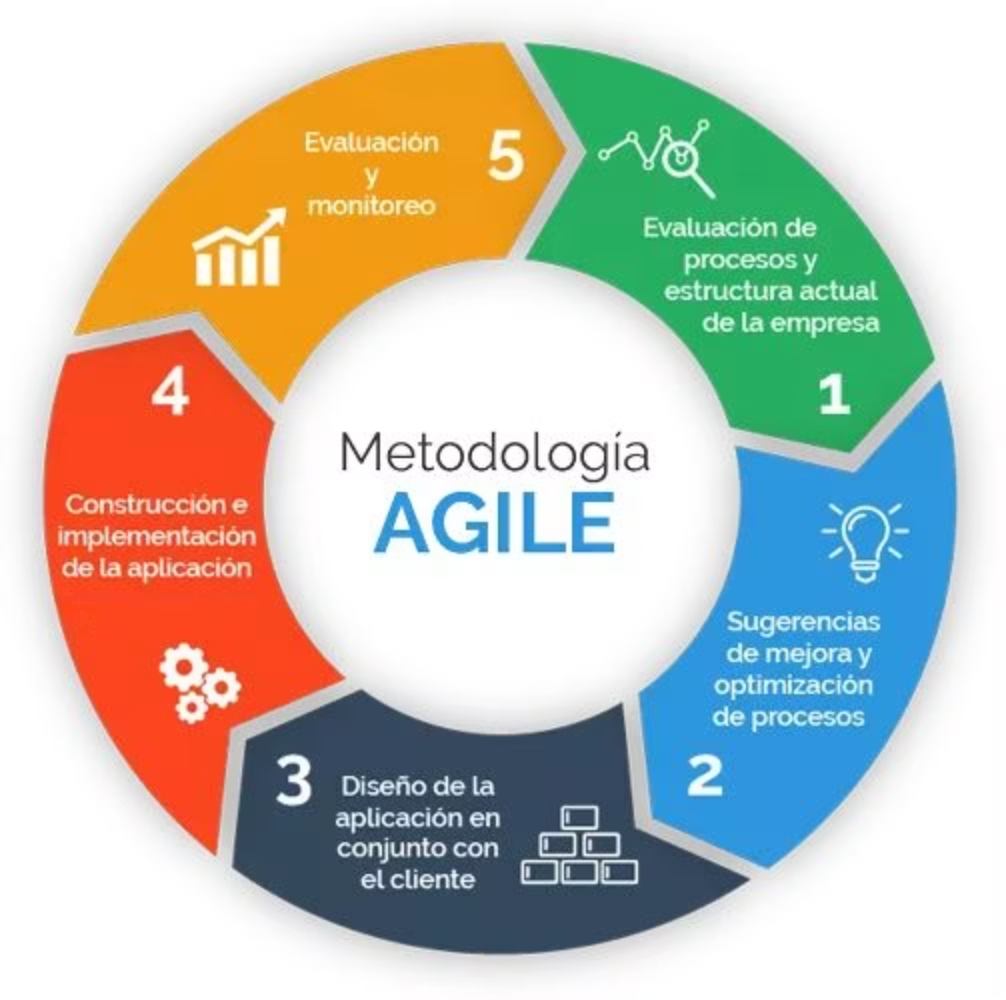 Metodología
AGILE
Evaluación de
procesos y
estructura actual
de la empresa
1
Sugerencias
de mejora y
optimización
de procesos
2
3
Diseño de la
aplicación en
conjunto con
el cliente
4
Construcción e
implementación
de la aplicación
5
Evaluación
y
monitoreo